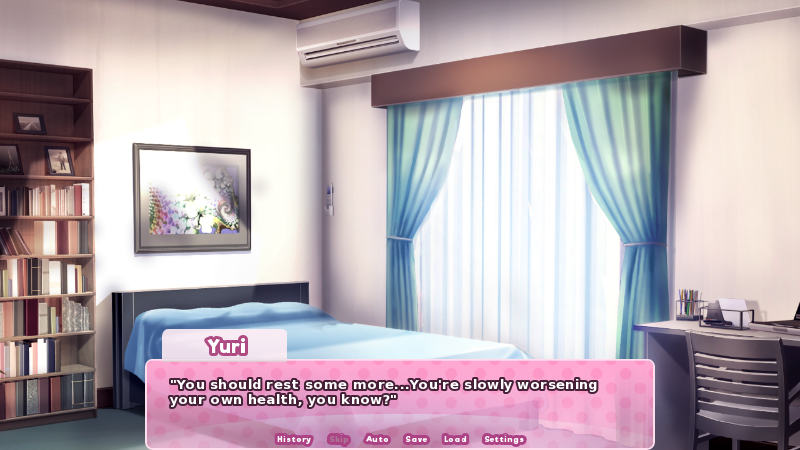 Yuri
"You should rest some more...You're slowly worsening
your own health, you know?"
History Skip Auto Save Load Settings